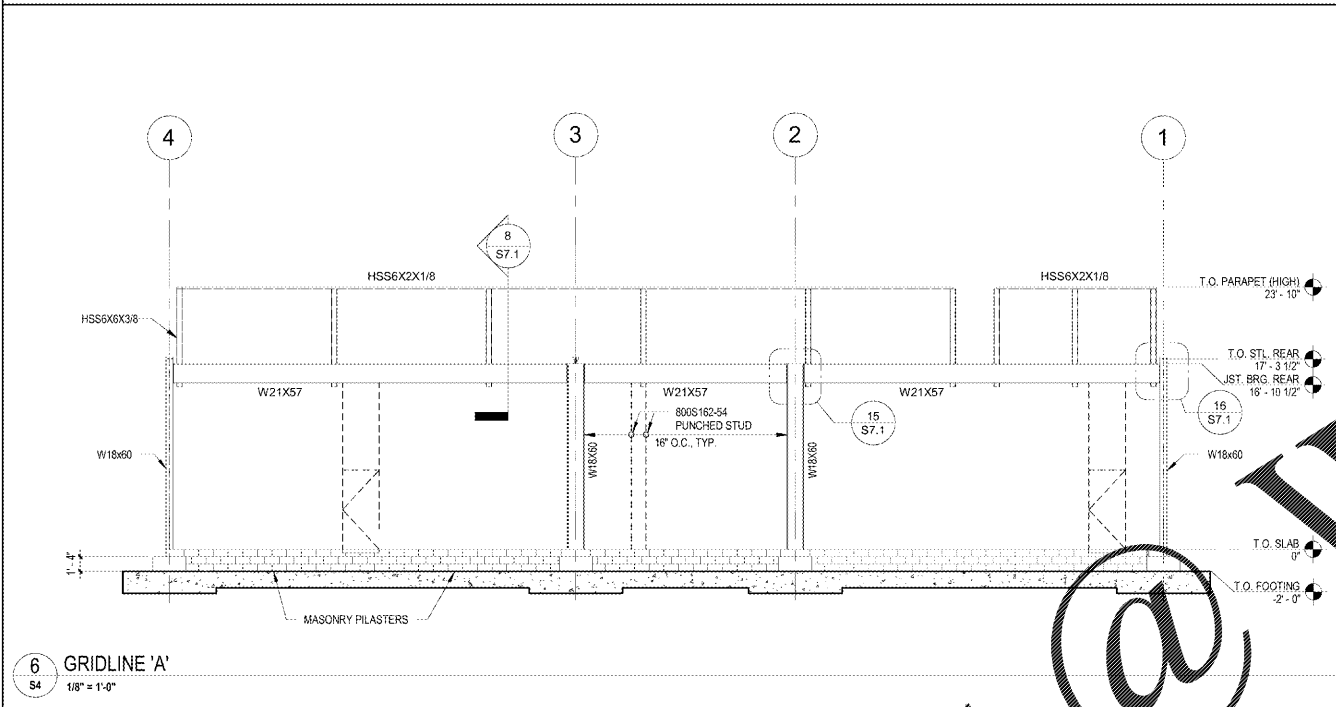 4
3
2
1
8
S7.1
HSS6X2X1/8
HSS6X2X1/8
T.O. PARAPET (HIGH)
23' - 10"
HSS6X6X3/8
T.O. STL. REAR
17' - 3 1/2"
JST. BRG. REAR
16' - 10 1/2"
W21X57
W21X57
W21X57
800S162-54
PUNCHED STUD
16" O.C., TYP.
15
S7.1
16
S7.1
W18x60
W18X60
W18X60
W18x60
1' - 4"
T.O. SLAB
0"
T.O. FOOTING
-2' - 0"
MASONRY PILASTERS
6
S4
GRIDLINE 'A'
1/8" = 1'-0"
@